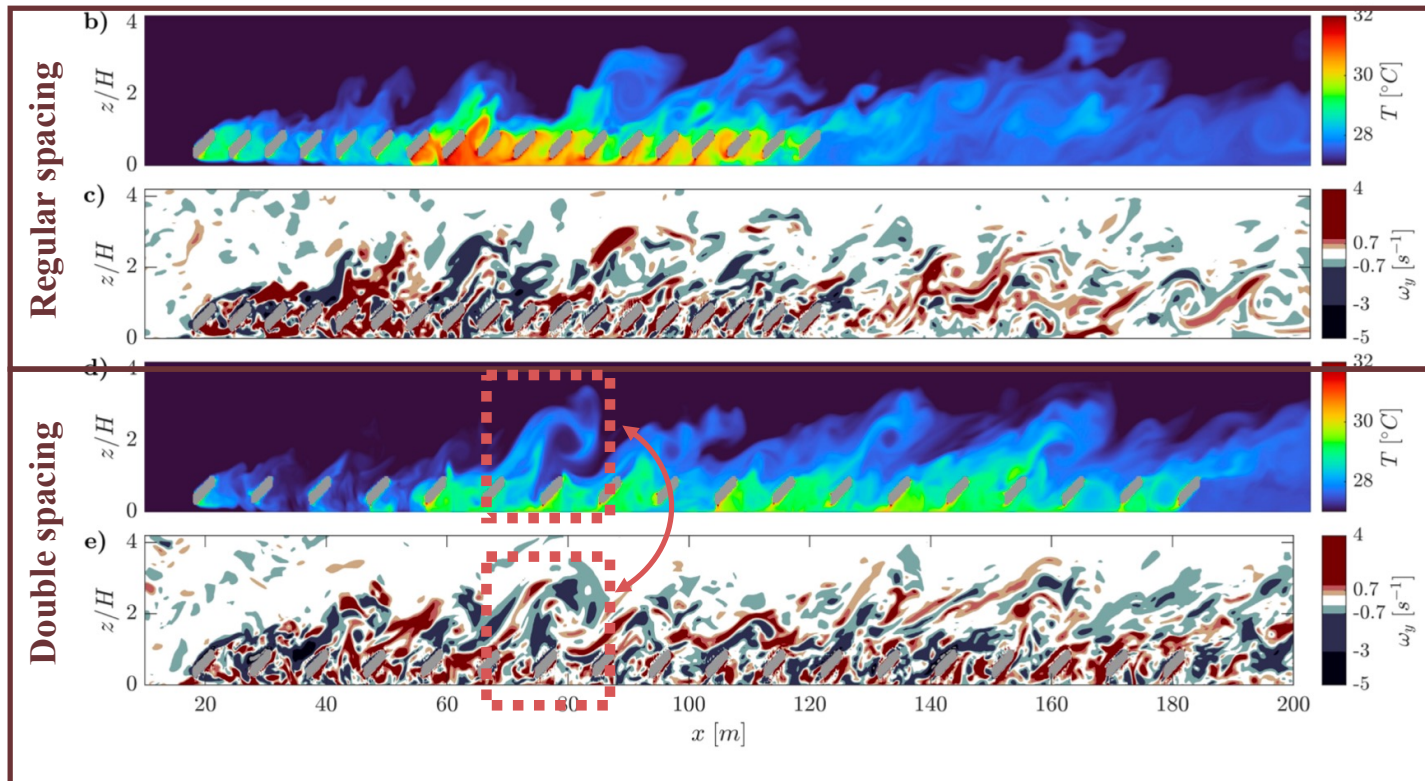 Regular spacing
b)
4
2
0
z/H
32
30
28
T [°C]
c)
4
2
0
z/H
4
0.7
-0.7
-3
-5
ω_y [s⁻¹]
Double spacing
d)
4
2
0
z/H
32
30
28
T [°C]
e)
4
2
0
z/H
4
0.7
-0.7
-3
-5
ω_y [s⁻¹]
20 40 60 80 100 120 140 160 180 200
x [m]